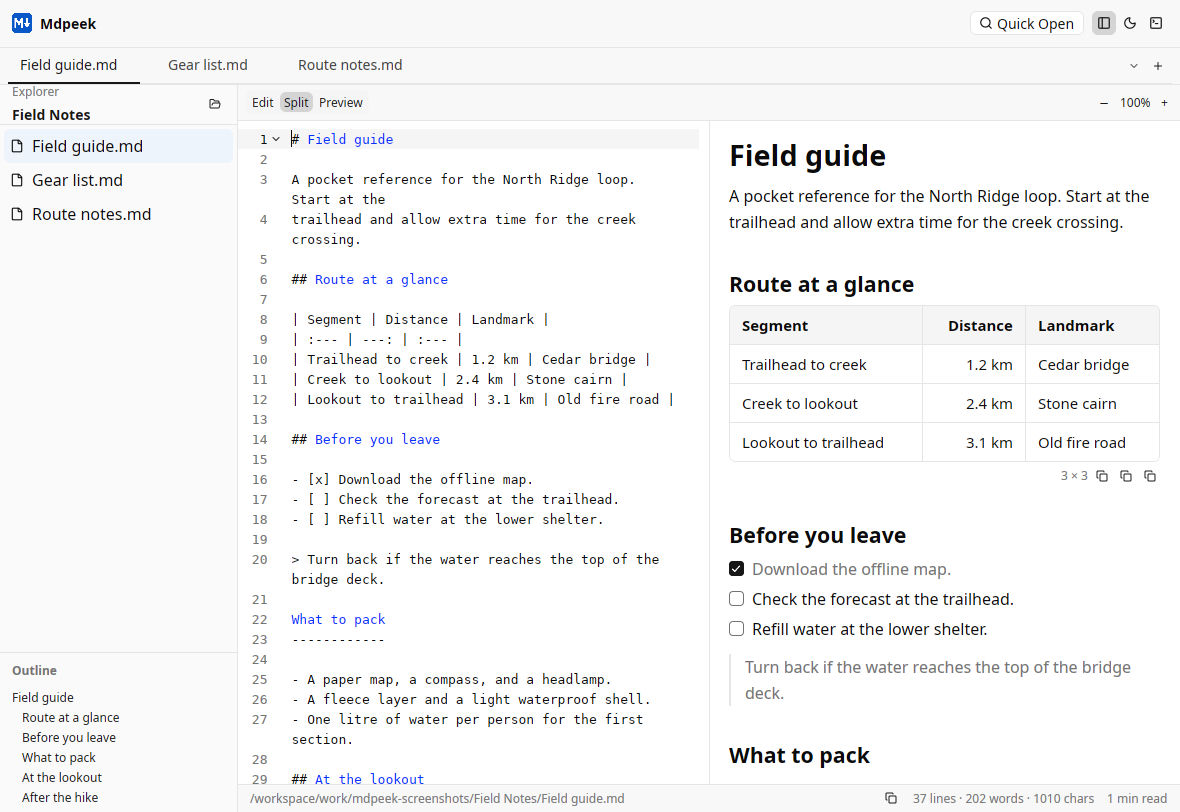 M↓ Mdpeek
Quick Open
Field guide.md
Gear list.md
Route notes.md
Explorer
Field Notes
Field guide.md
Gear list.md
Route notes.md
Outline
Field guide
Route at a glance
Before you leave
What to pack
At the lookout
After the hike
Edit Split Preview
− 100% +
1 # Field guide
2
3 A pocket reference for the North Ridge loop.
Start at the
4 trailhead and allow extra time for the creek
crossing.
5
6 ## Route at a glance
7
8 | Segment | Distance | Landmark |
9 | :--- | ---: | :--- |
10 | Trailhead to creek | 1.2 km | Cedar bridge |
11 | Creek to lookout | 2.4 km | Stone cairn |
12 | Lookout to trailhead | 3.1 km | Old fire road |
13
14 ## Before you leave
15
16 - [x] Download the offline map.
17 - [ ] Check the forecast at the trailhead.
18 - [ ] Refill water at the lower shelter.
19
20 > Turn back if the water reaches the top of the
bridge deck.
21
22 What to pack
23 ------------
24
25 - A paper map, a compass, and a headlamp.
26 - A fleece layer and a light waterproof shell.
27 - One litre of water per person for the first
section.
28
29 ## At the lookout
Field guide
A pocket reference for the North Ridge loop. Start at the
trailhead and allow extra time for the creek crossing.
Route at a glance
Segment Distance Landmark
Trailhead to creek 1.2 km Cedar bridge
Creek to lookout 2.4 km Stone cairn
Lookout to trailhead 3.1 km Old fire road
3 × 3
Before you leave
Download the offline map.
Check the forecast at the trailhead.
Refill water at the lower shelter.
Turn back if the water reaches the top of the bridge
deck.
What to pack
/workspace/work/mdpeek-screenshots/Field Notes/Field guide.md
37 lines · 202 words · 1010 chars 1 min read